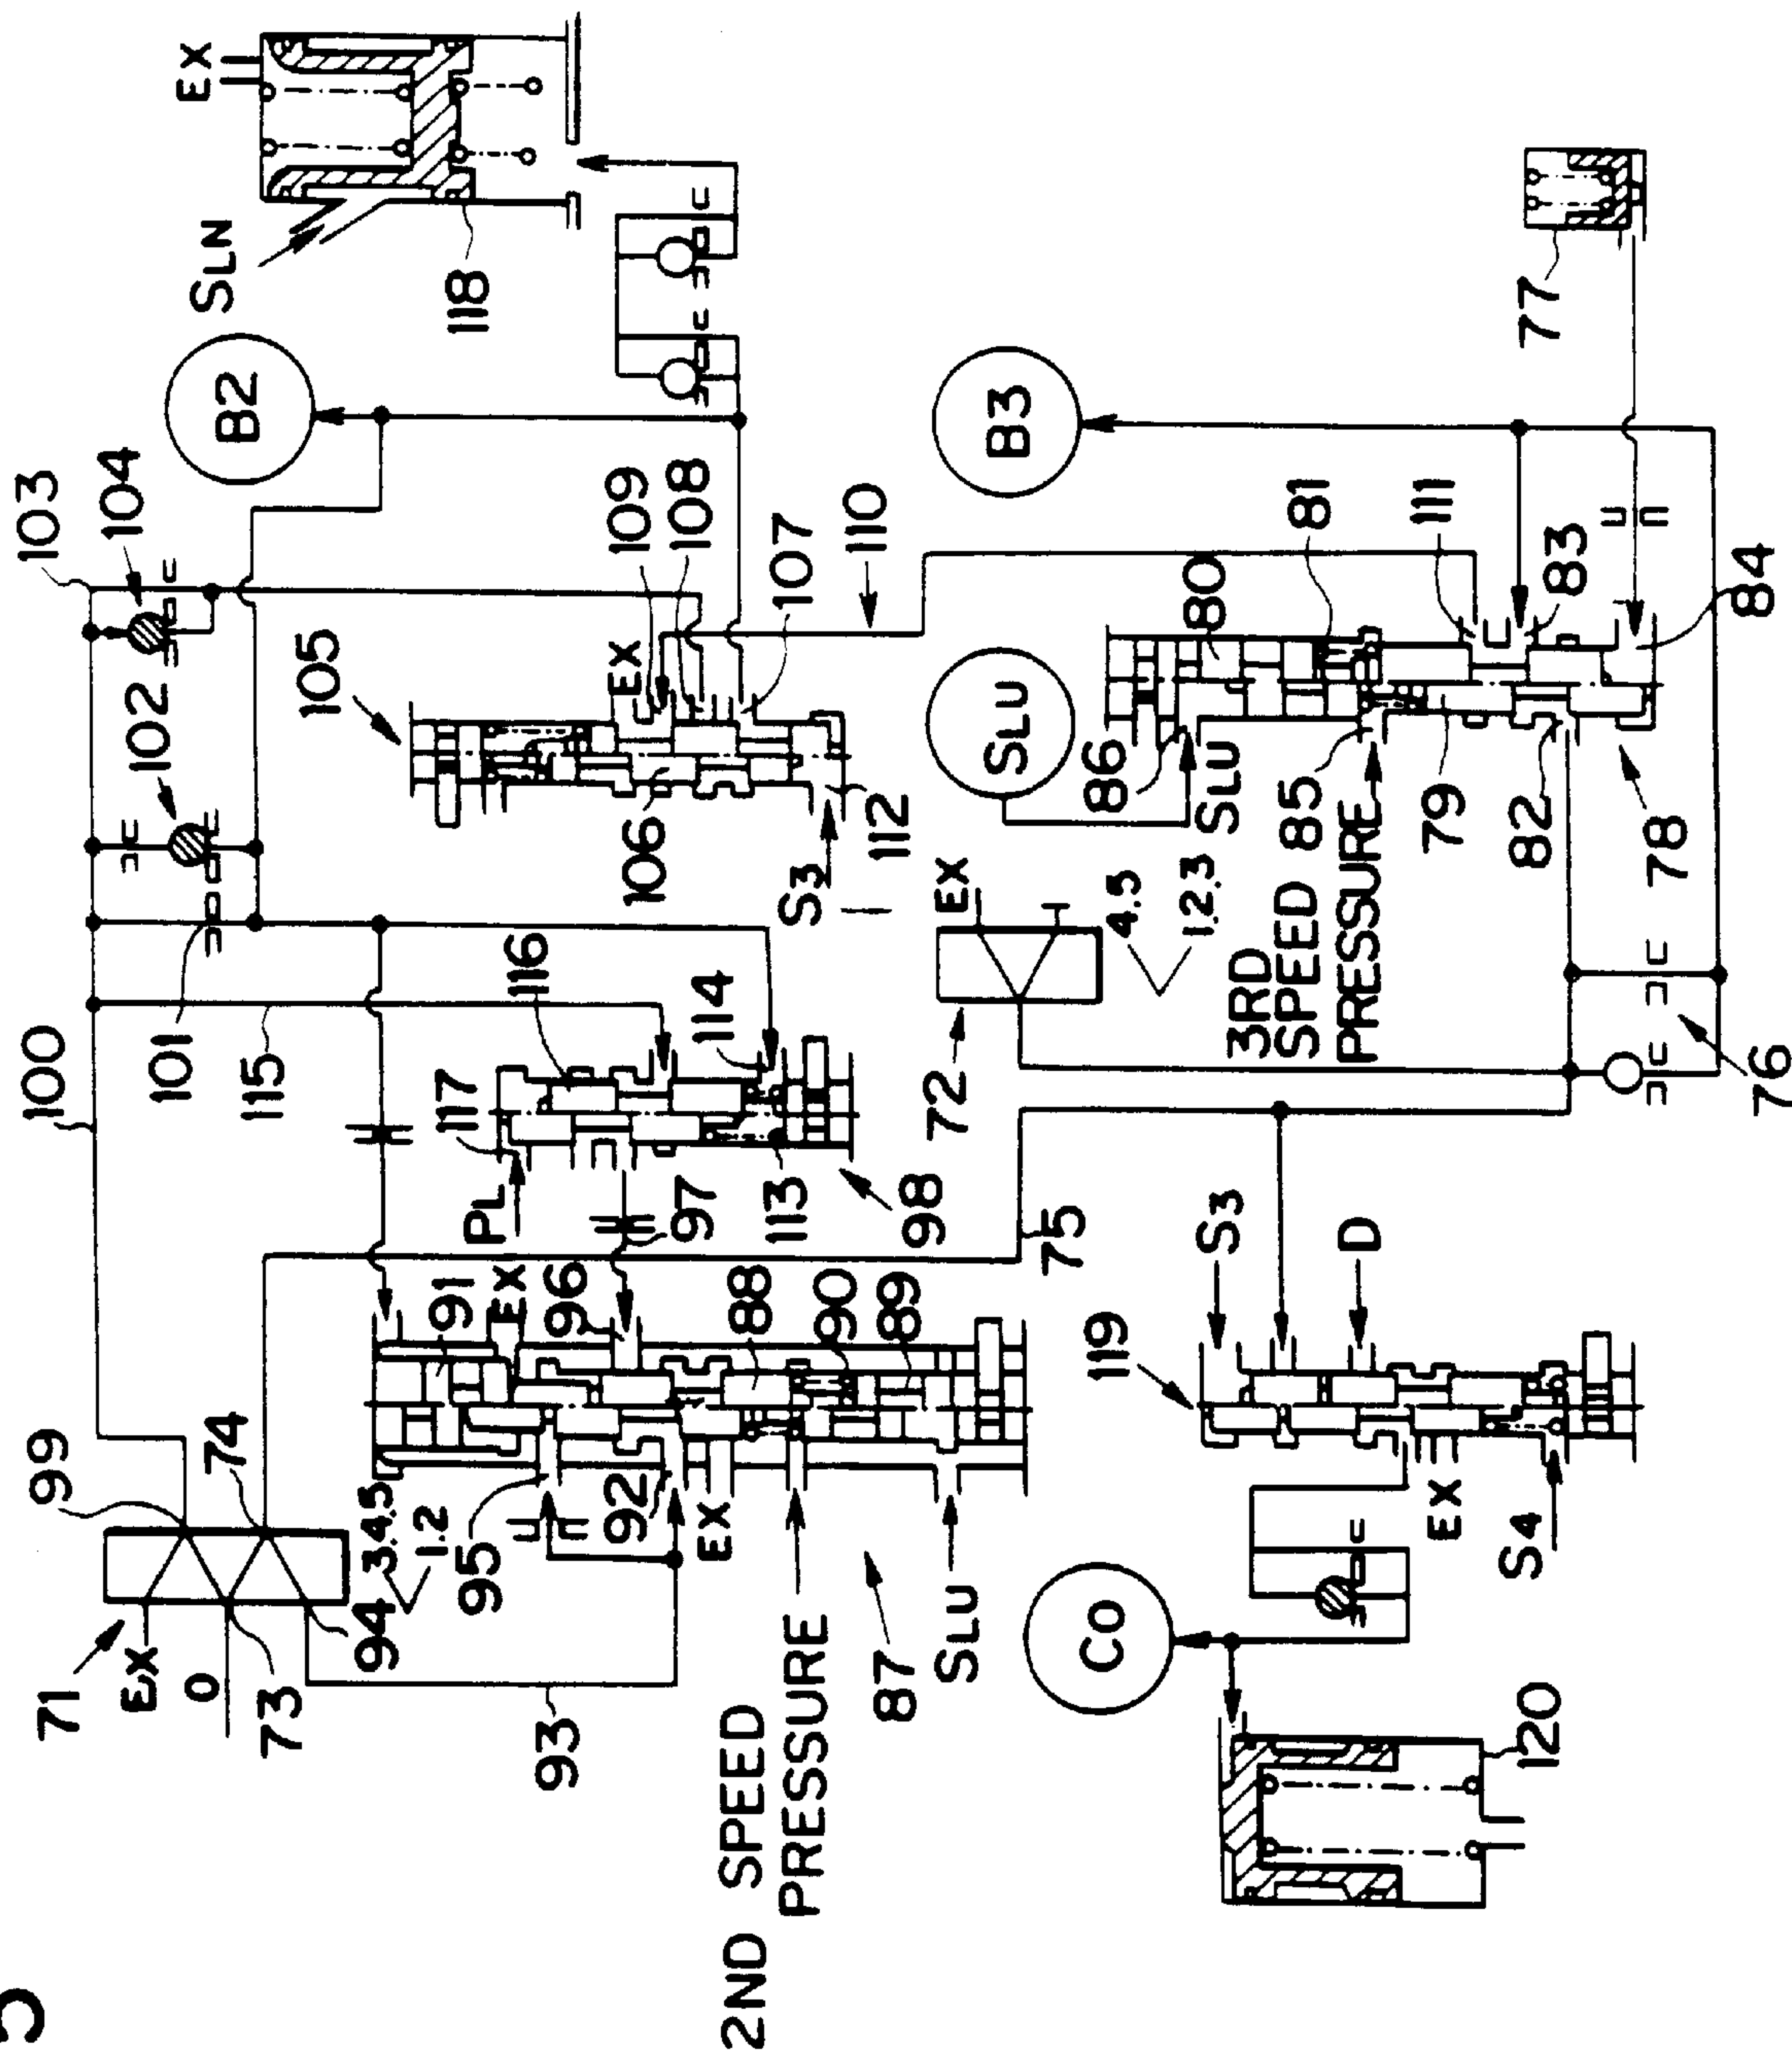 5
71
EX
O
73
94
3.4.5
1.2
99
74
93
95
92
EX
2ND SPEED
PRESSURE
87
SLU
91
EX
96
88
90
89
100
101
115
117
PL
116
114
113
98
97
75
103
104
102
105
106
EX
109
108
107
110
S3
112
B2
SLN
EX
118
72
EX
4.5
1.2.3
SLU
86
SLU
85
3RD
SPEED
PRESSURE
80
81
79
82
78
111
83
84
B3
77
76
119
S3
D
EX
S4
C0
120